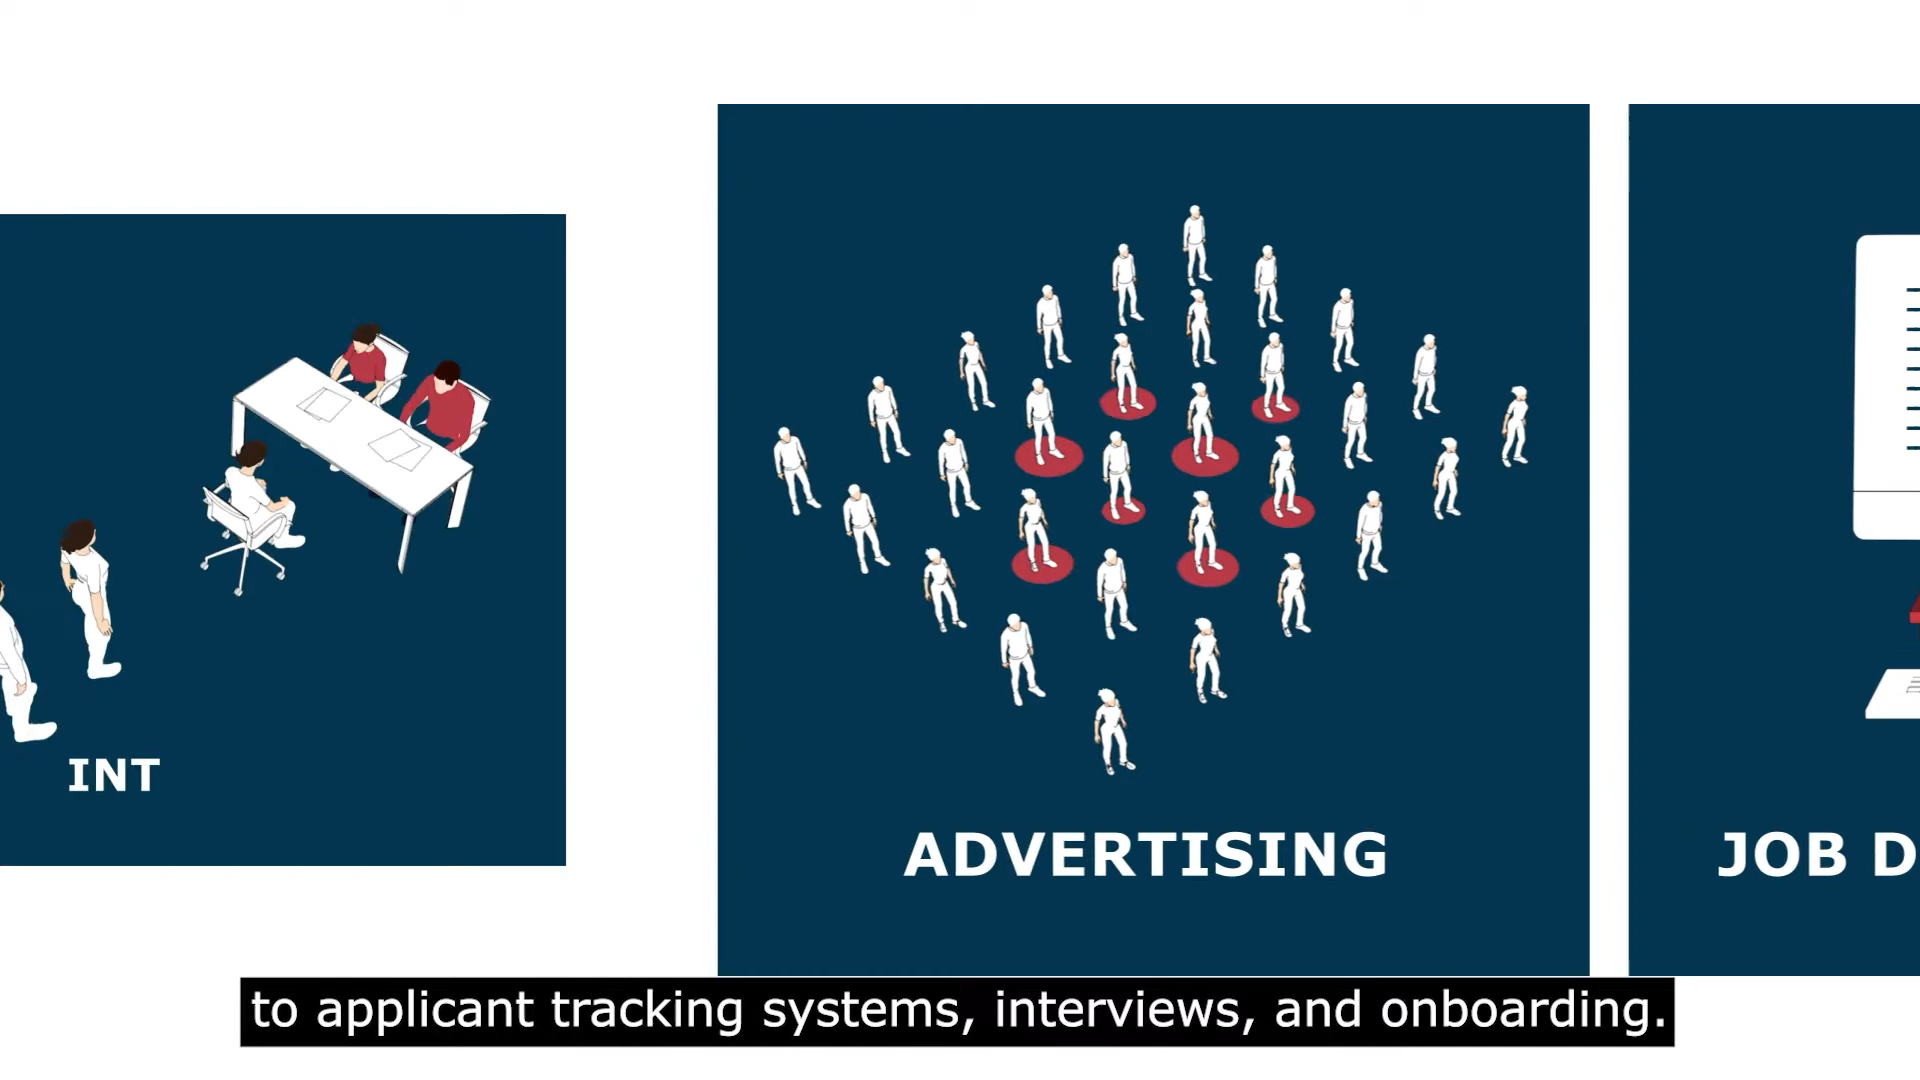 INT
ADVERTISING
JOB D
to applicant tracking systems, interviews, and onboarding.